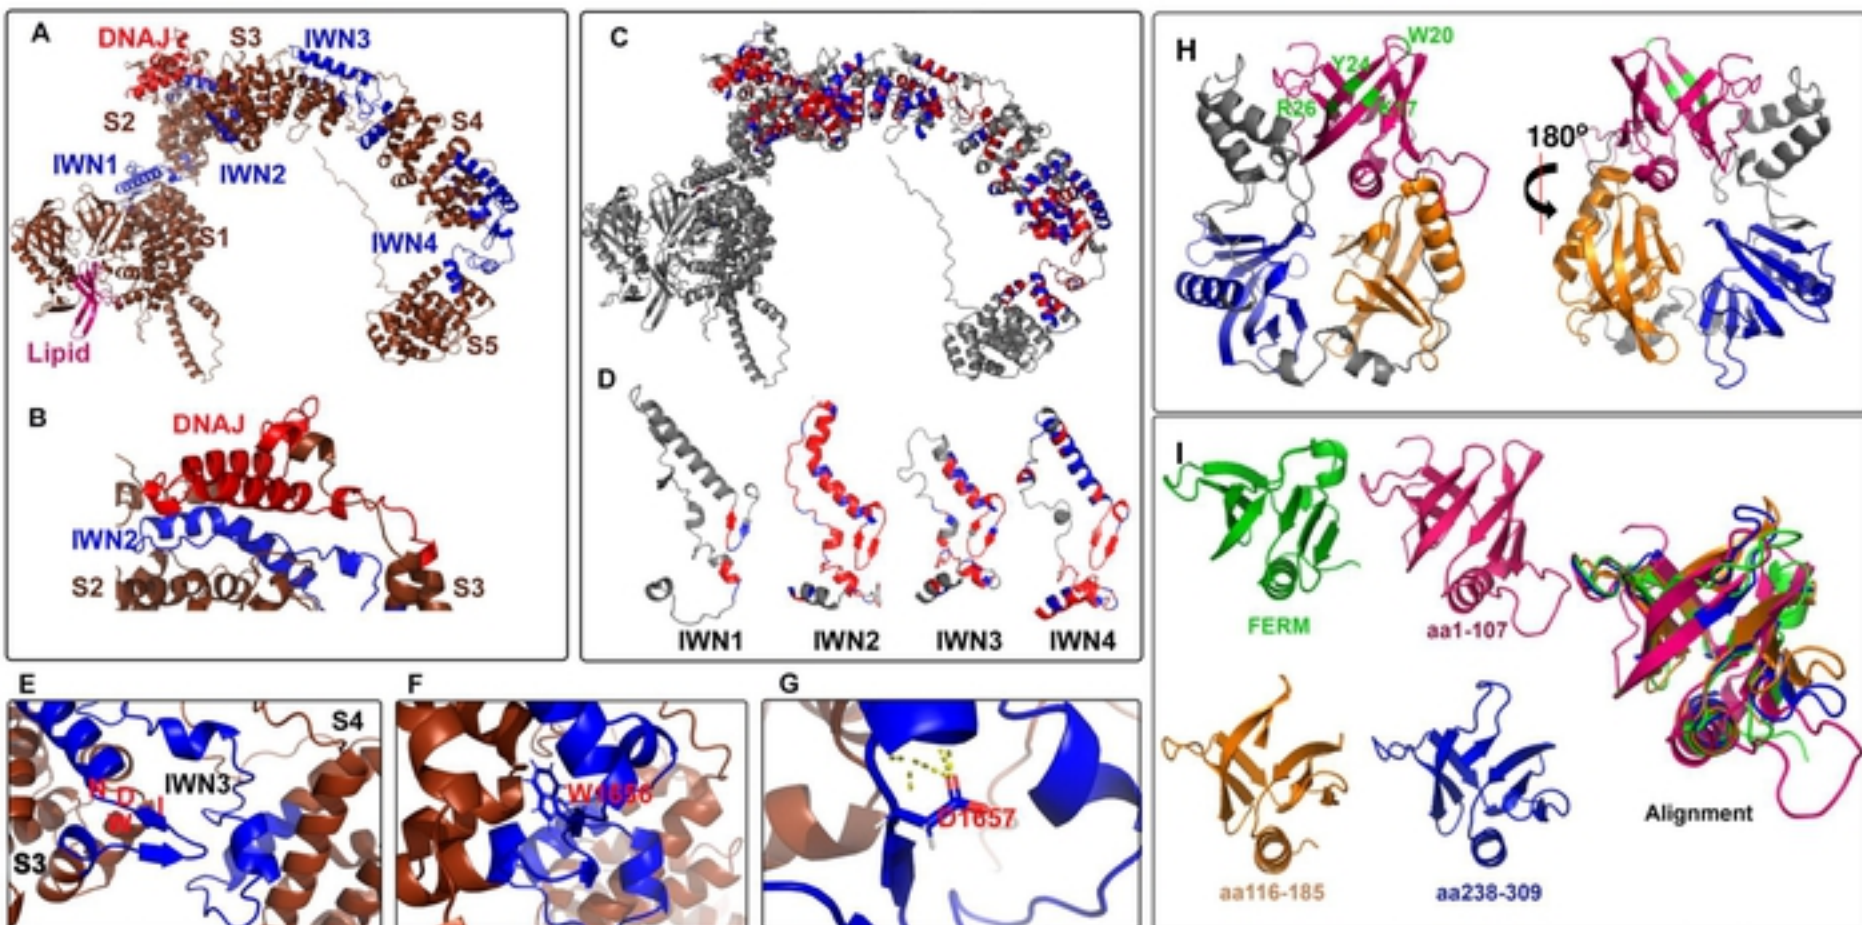 A
DNAJ
S3
IWN3
S2
S4
IWN1
IWN2
S1
IWN4
Lipid
S5
B
DNAJ
IWN2
S2
S3
C
D
IWN1
IWN2
IWN3
IWN4
E
S4
IWN3
N
D
I
W
S3
F
W1656
G
D1657
H
W20
Y24
R26
180º
I
FERM
aa1-107
aa116-185
aa238-309
Alignment